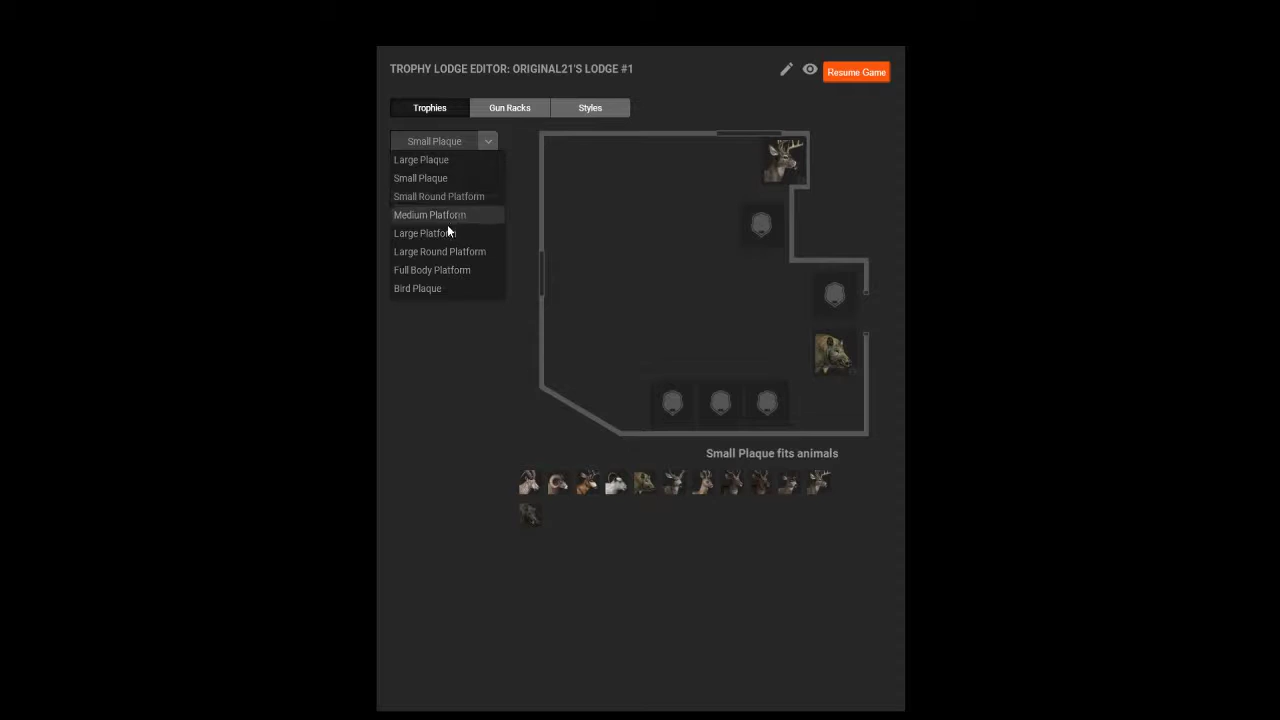 TROPHY LODGE EDITOR: ORIGINAL21'S LODGE #1
Resume Game
Trophies
Gun Racks
Styles
Small Plaque
Large Plaque
Small Plaque
Small Round Platform
Medium Platform
Large Platform
Large Round Platform
Full Body Platform
Bird Plaque
Small Plaque fits animals